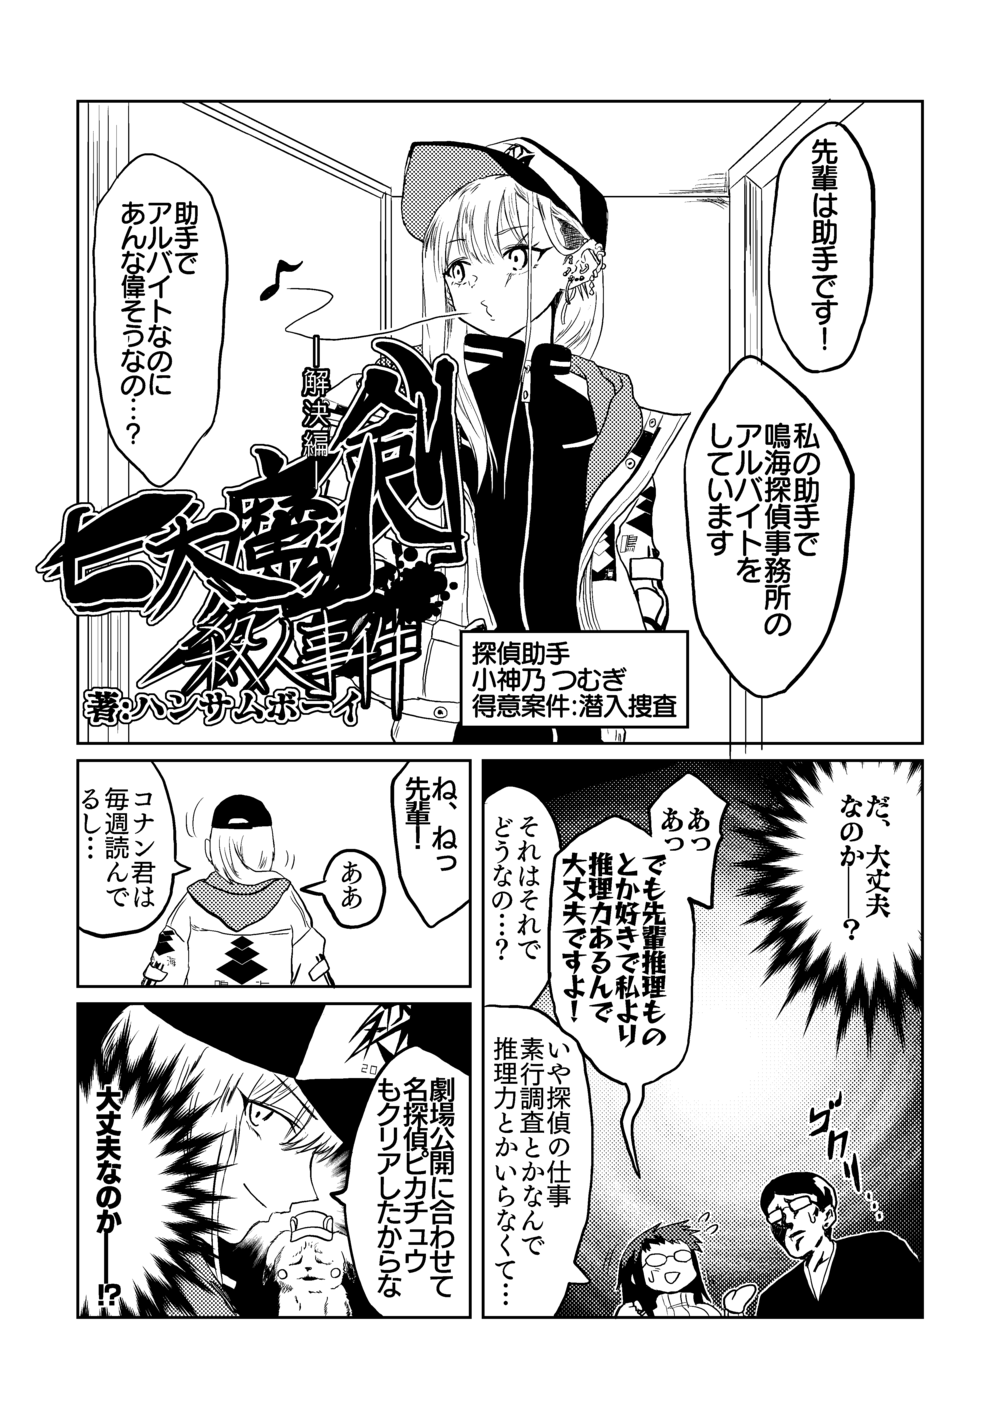 先輩は助手です！
私の助手で
鳴海探偵事務所の
アルバイトを
しています
助手で
アルバイトなのに
あんな偉そうなの…？
－解決編－
七大魔剣
殺人事件
著:ハンサムボーイ
探偵助手
小神乃 つむぎ
得意案件:潜入捜査
だ、大丈夫
なのか──？
あっ
あっ
でも先輩推理もの
とか好きで私より
推理力あるんで
大丈夫ですよ！
それはそれで
どうなの…？
いや探偵の仕事
素行調査とかなんで
推理力とかいらなくて…
ゴクリ…
ね、ねっ
先輩ー！
ああ
コナン君は
毎週読んで
るし…
鳴海
20
劇場公開に合わせて
名探偵ピカチュウ
もクリアしたからな
大丈夫なのか──!?